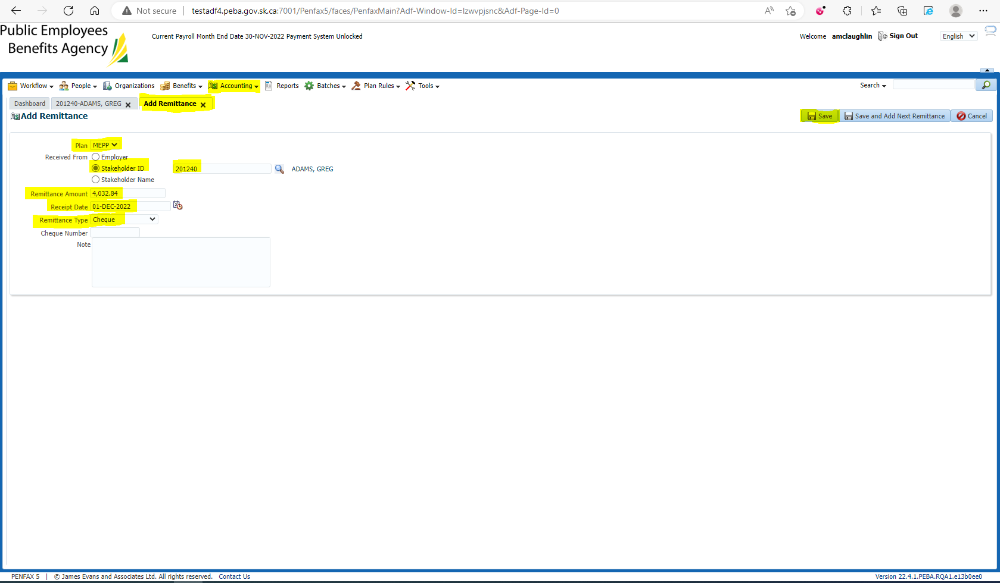 Not secure | testadf4.peba.gov.sk.ca:7001/Penfax5/faces/PenfaxMain?Adf-Window-Id=lzwvpjsnc&Adf-Page-Id=0
Public Employees
Benefits Agency
Current Payroll Month End Date 30-NOV-2022 Payment System Unlocked
Welcome amclaughlin Sign Out English
Workflow People Organizations Benefits Accounting Reports Batches Plan Rules Tools Search
Dashboard 201240-ADAMS, GREG Add Remittance
Add Remittance
Save Save and Add Next Remittance Cancel
Plan MEPP
Received From Employer
Stakeholder ID 201240 ADAMS, GREG
Stakeholder Name
Remittance Amount 4,032.84
Receipt Date 01-DEC-2022
Remittance Type Cheque
Cheque Number
Note
PENFAX 5 | © James Evans and Associates Ltd. All rights reserved. Contact Us
Version 22.4.1.PEBA.RQA1.e13b0ee0